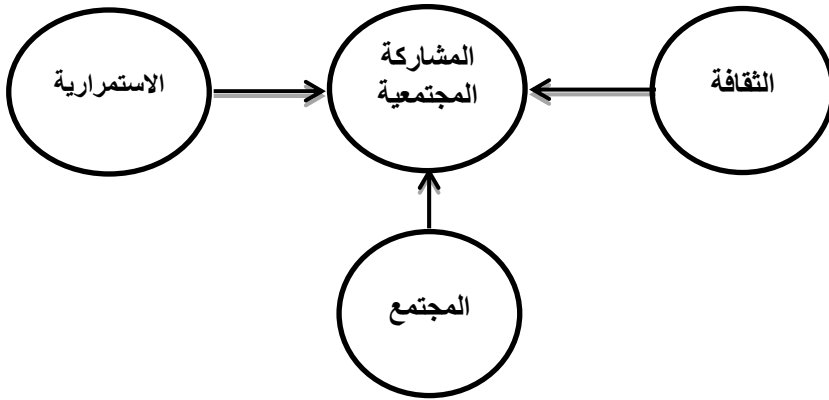 الثقافة
المشاركة
المجتمعية
الاستمرارية
المجتمع